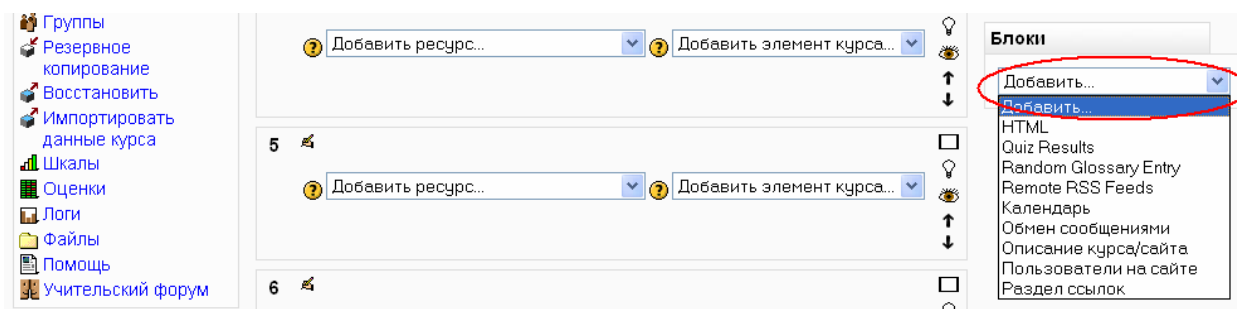 Группы
Резервное
копирование
Восстановить
Импортировать
данные курса
Шкалы
Оценки
Логи
Файлы
Помощь
Учительский форум
Добавить ресурс...
Добавить элемент курса...
5
Добавить ресурс...
Добавить элемент курса...
6
Блоки
Добавить...
Добавить...
HTML
Quiz Results
Random Glossary Entry
Remote RSS Feeds
Календарь
Обмен сообщениями
Описание курса/сайта
Пользователи на сайте
Раздел ссылок